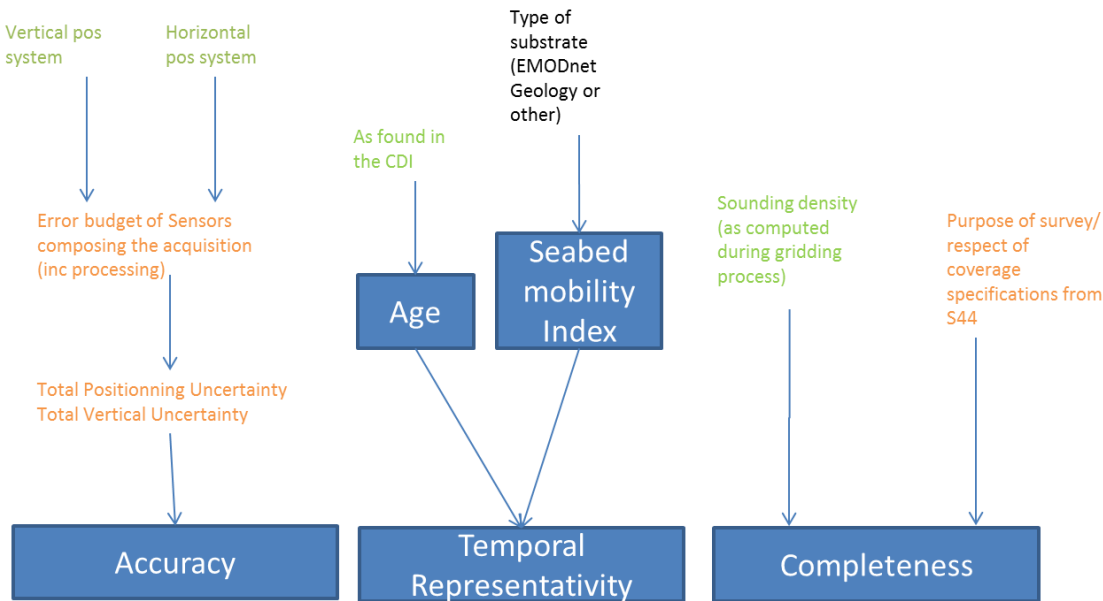 Vertical pos
system
Horizontal
pos system
Type of
substrate
(EMODnet
Geology or
other)
As found in
the CDI
Error budget of Sensors
composing the acquisition
(inc processing)
Sounding density
(as computed
during gridding
process)
Purpose of survey/
respect of
coverage
specifications from
S44
Seabed
mobility
Index
Age
Total Positionning Uncertainty
Total Vertical Uncertainty
Accuracy
Temporal
Representativity
Completeness